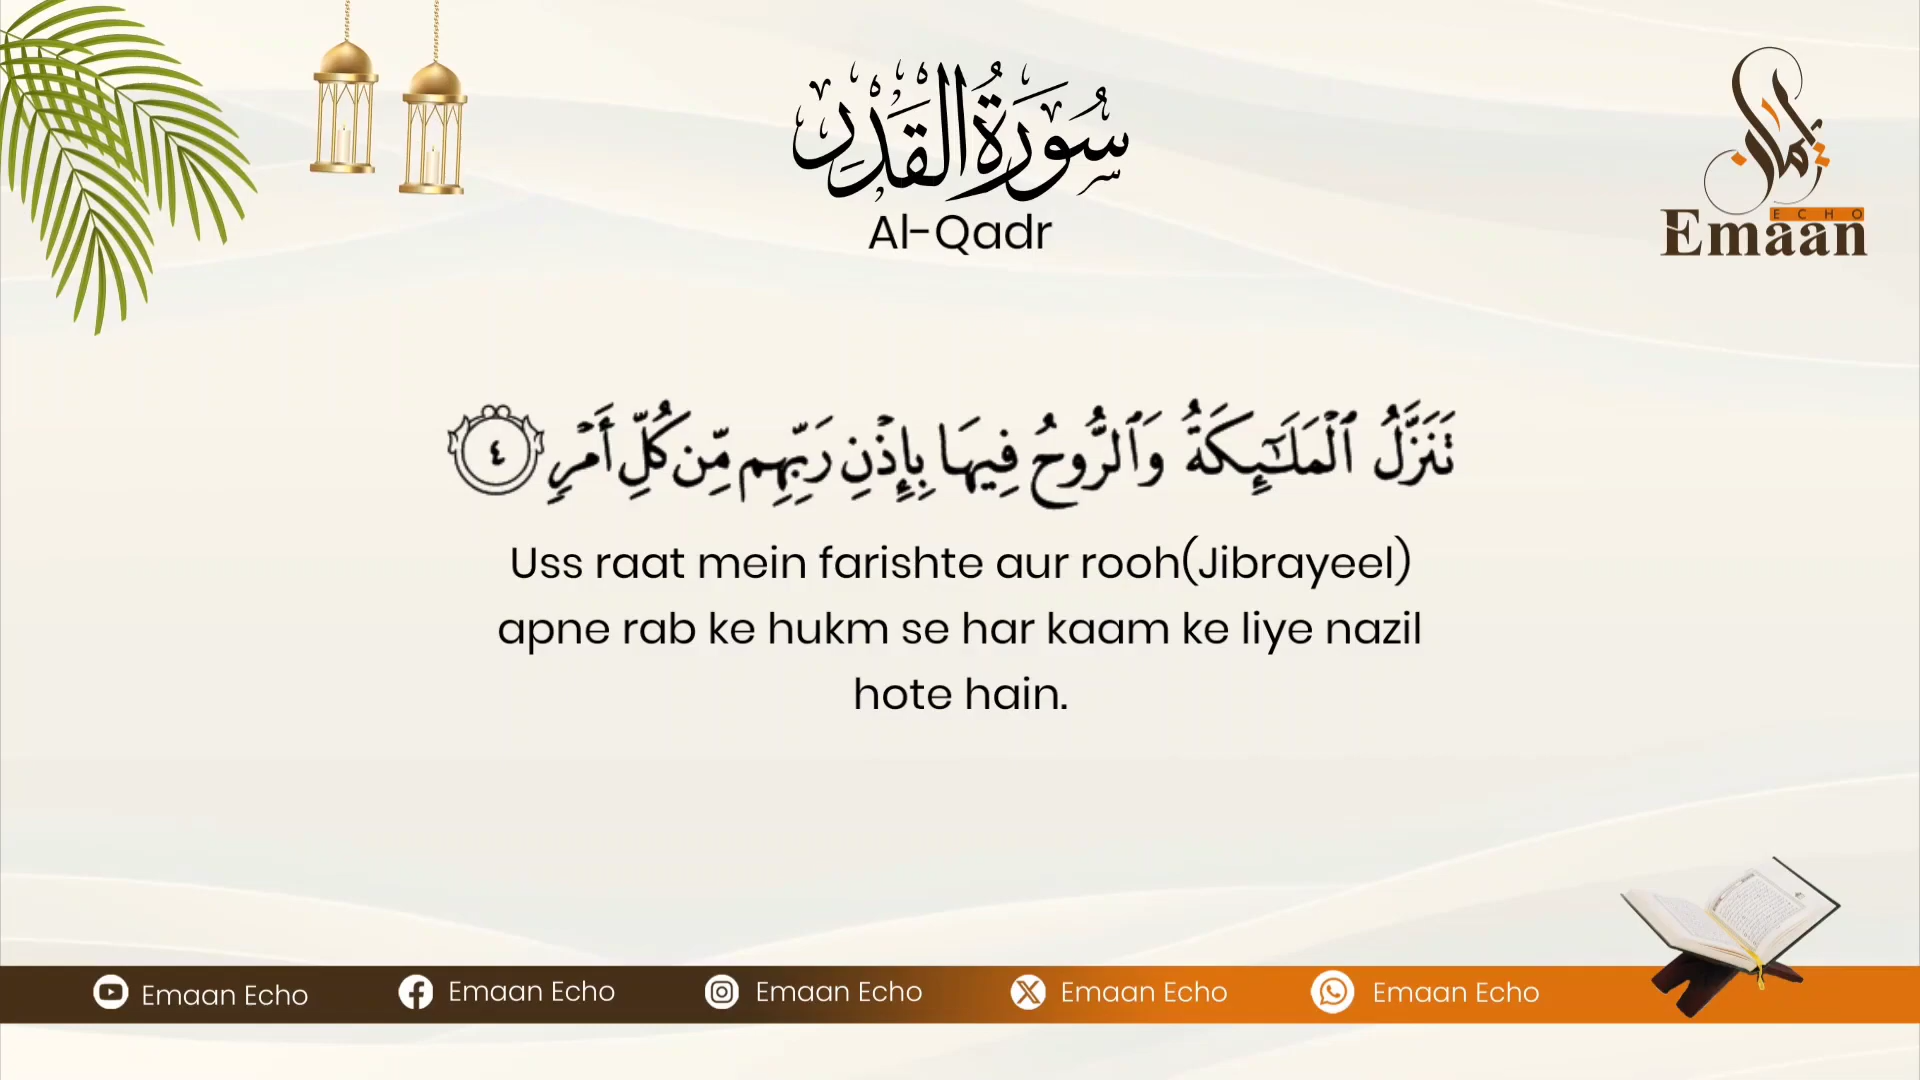 سُورَةُ الْقَدْرِ
Al-Qadr
ECHO
Emaan
تَنَزَّلُ ٱلْمَلَـٰٓئِكَةُ وَٱلرُّوحُ فِيهَا بِإِذْنِ رَبِّهِم مِّن كُلِّ أَمْرٍ ٤
Uss raat mein farishte aur rooh(Jibrayeel)
apne rab ke hukm se har kaam ke liye nazil
hote hain.
Emaan Echo Emaan Echo Emaan Echo Emaan Echo Emaan Echo